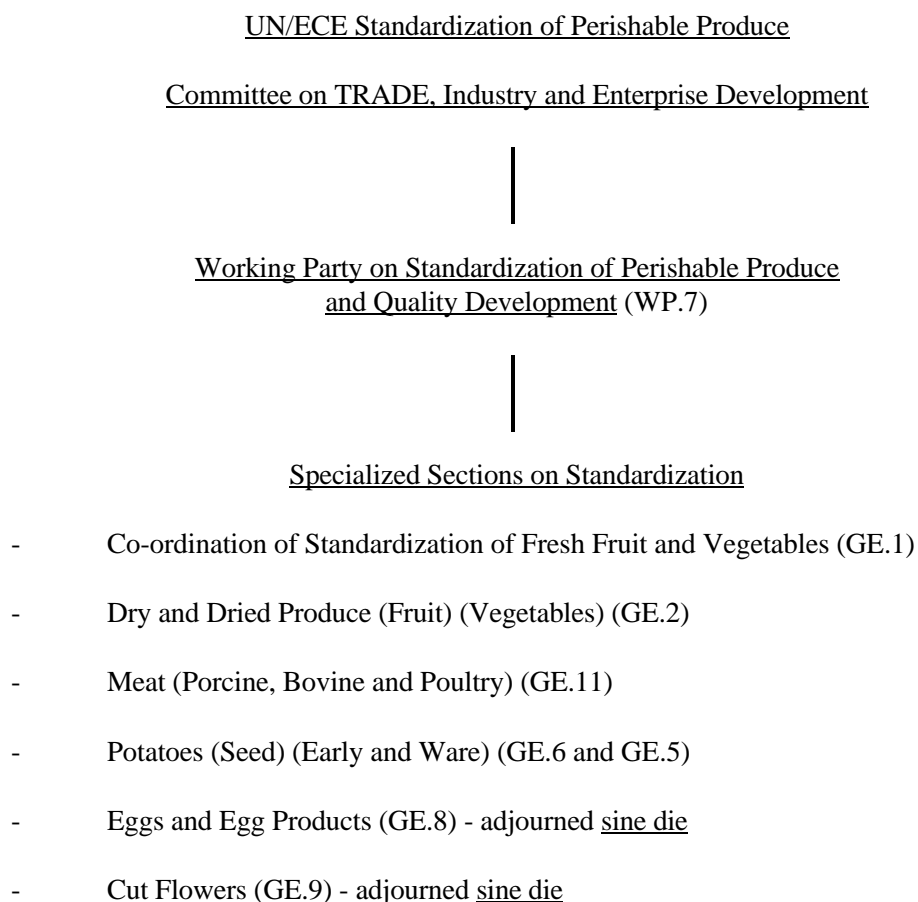 UN/ECE Standardization of Perishable Produce
Committee on TRADE, Industry and Enterprise Development
Working Party on Standardization of Perishable Produce
and Quality Development (WP.7)
Specialized Sections on Standardization
- Co-ordination of Standardization of Fresh Fruit and Vegetables (GE.1)
- Dry and Dried Produce (Fruit) (Vegetables) (GE.2)
- Meat (Porcine, Bovine and Poultry) (GE.11)
- Potatoes (Seed) (Early and Ware) (GE.6 and GE.5)
- Eggs and Egg Products (GE.8) - adjourned sine die
- Cut Flowers (GE.9) - adjourned sine die